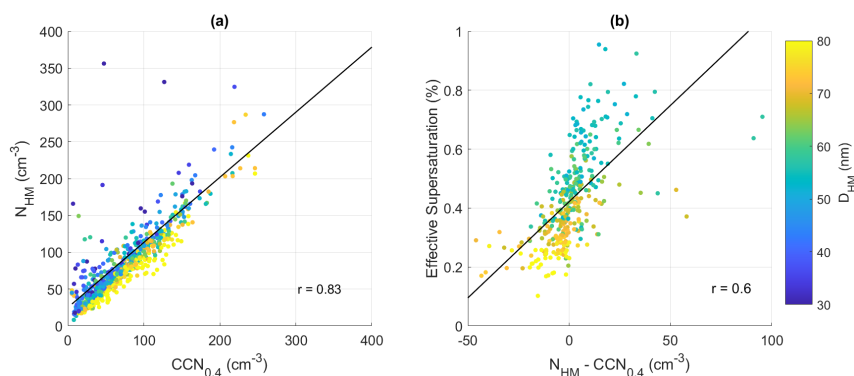 (a)
N_HM (cm^-3)
400
350
300
250
200
150
100
50
0
0 100 200 300 400
CCN_0.4 (cm^-3)
r = 0.83
(b)
Effective Supersaturation (%)
1
0.8
0.6
0.4
0.2
0
-50 0 50 100
N_HM - CCN_0.4 (cm^-3)
r = 0.6
80
70
60
50
40
30
D_HM (nm)